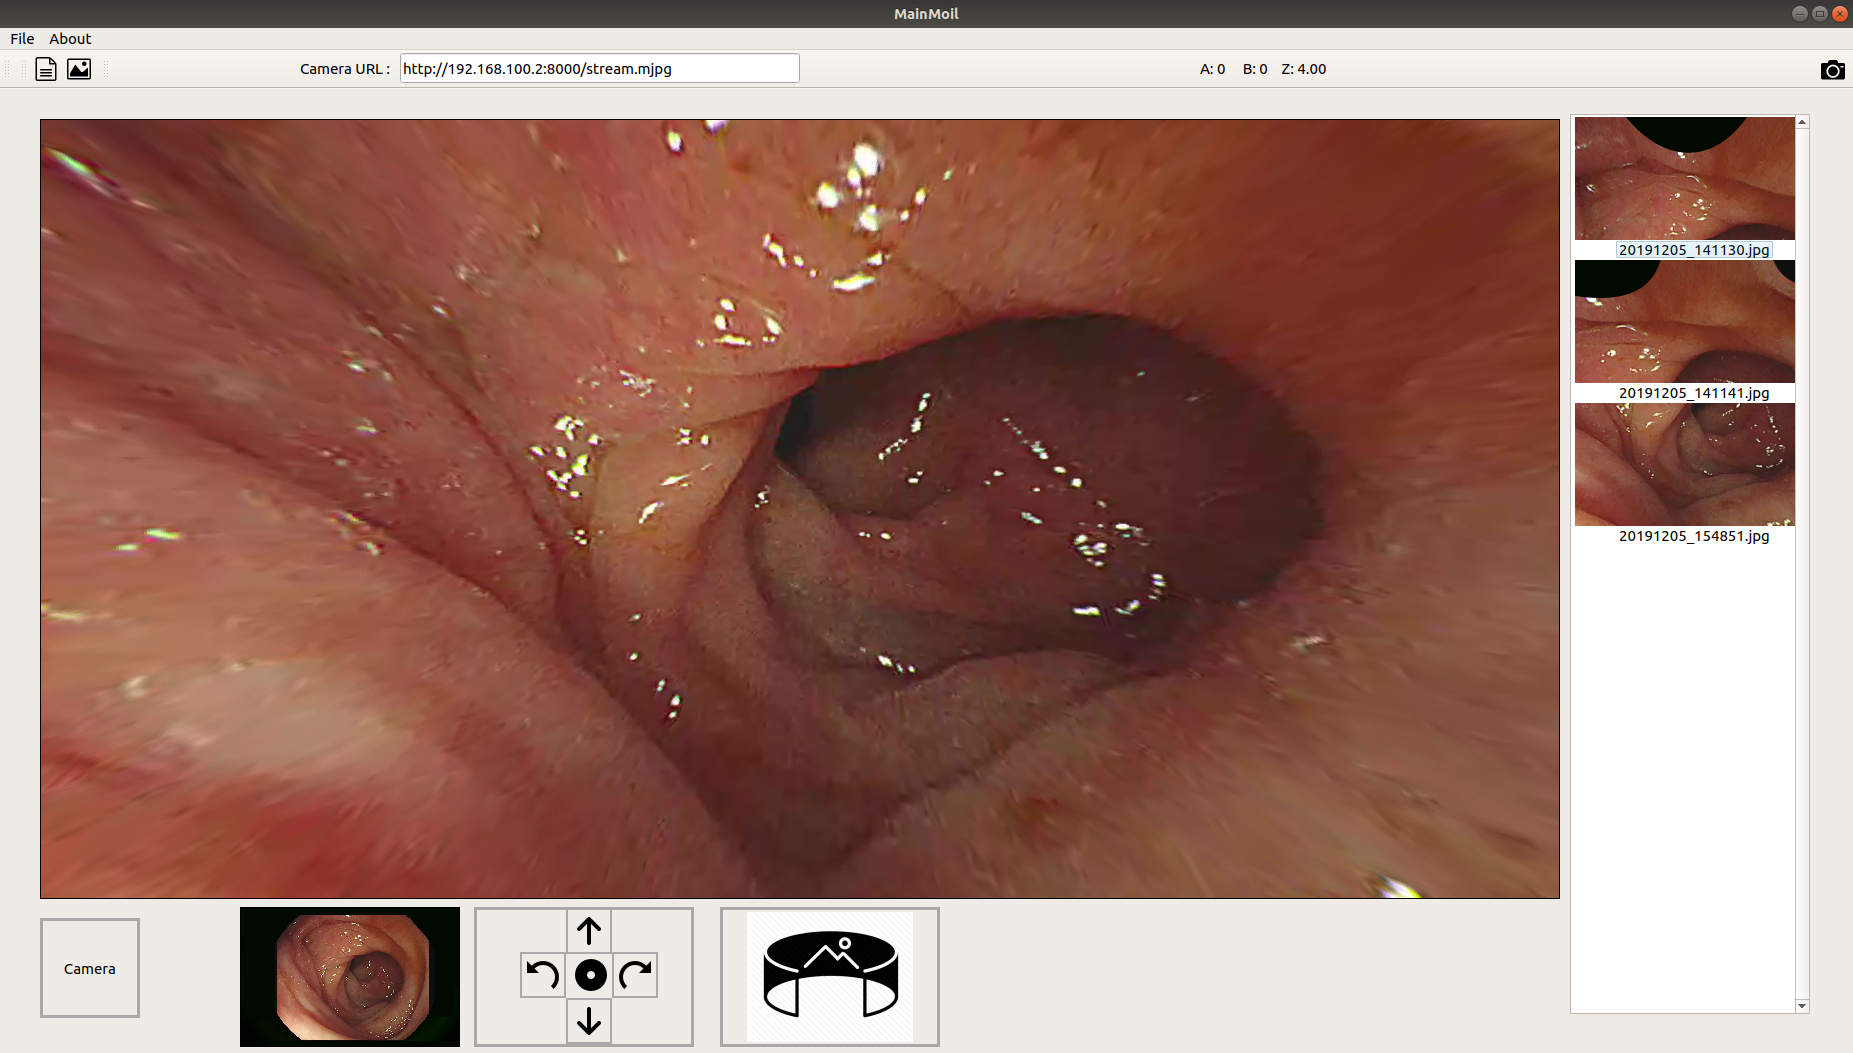 MainMoil
File About
Camera URL : http://192.168.100.2:8000/stream.mjpg A: 0 B: 0 Z: 4.00
20191205_141130.jpg
20191205_141141.jpg
20191205_154851.jpg
Camera